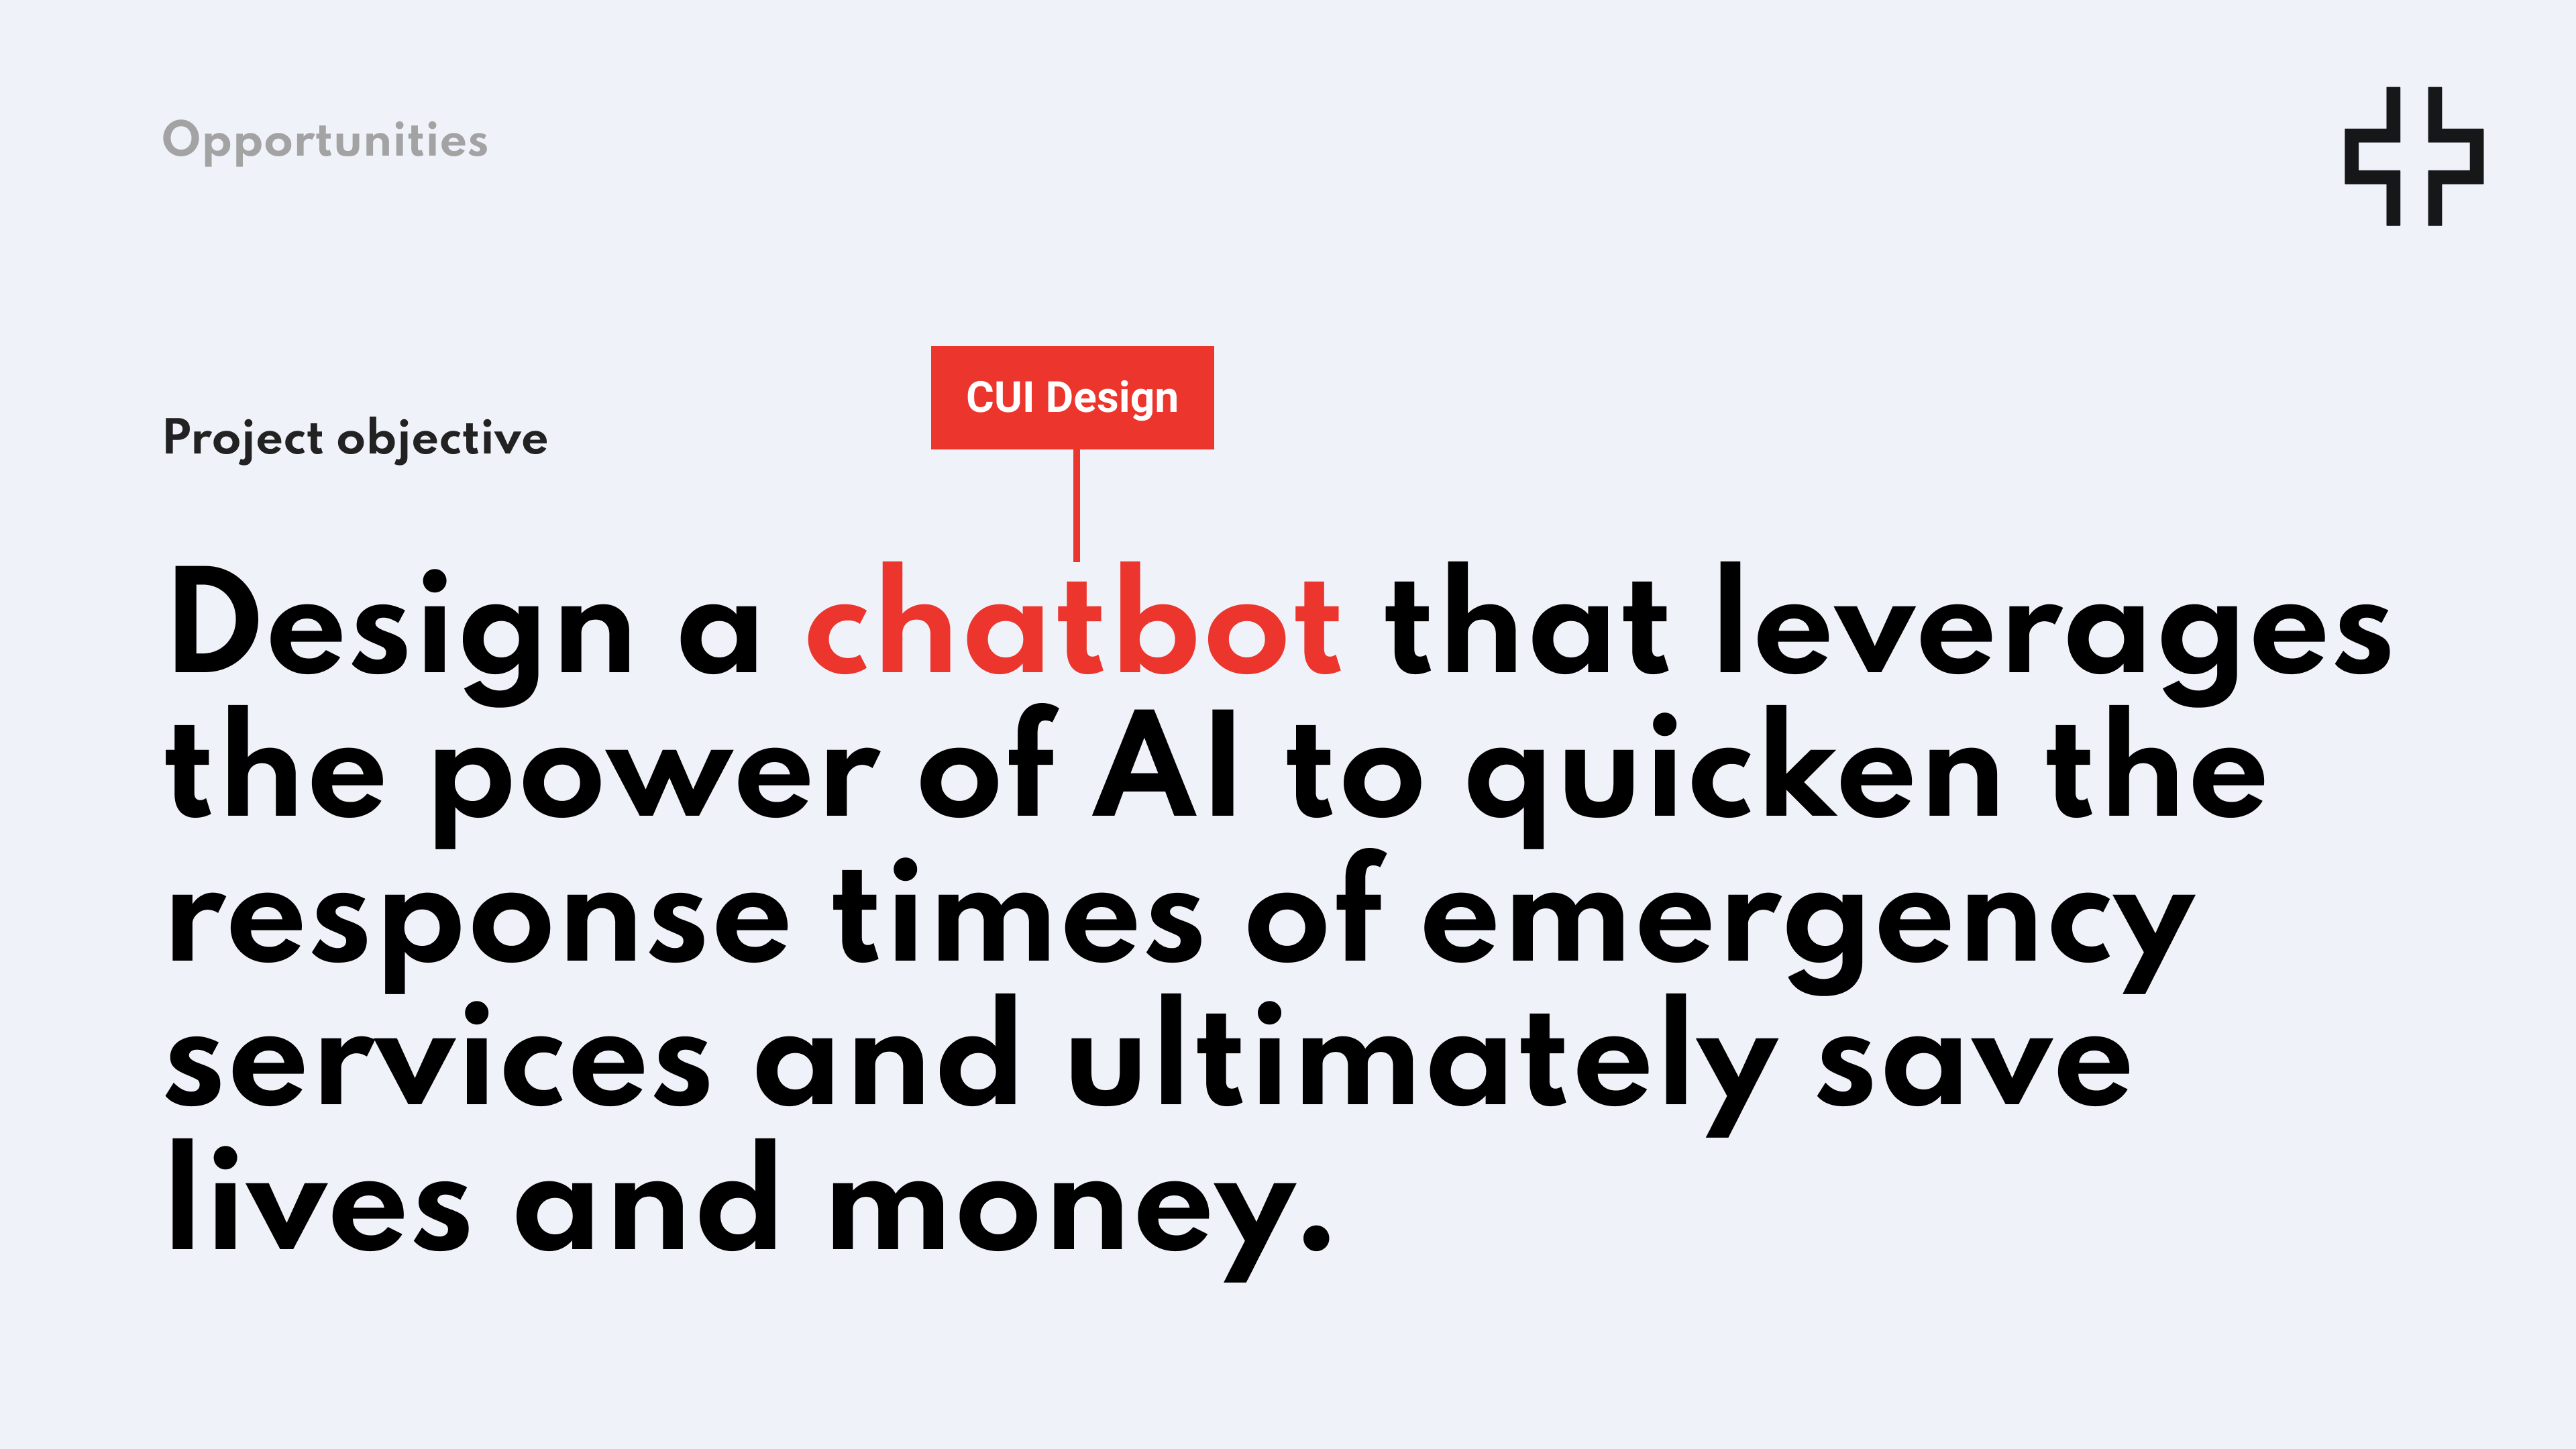 Opportunities
CUI Design
Project objective
Design a chatbot that leverages
the power of AI to quicken the
response times of emergency
services and ultimately save
lives and money.